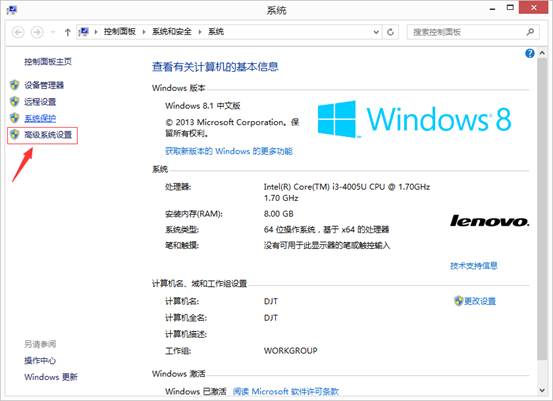 系统
控制面板 系统和安全 系统
搜索控制面板
控制面板主页
设备管理器
远程设置
系统保护
高级系统设置
另请参阅
操作中心
Windows 更新
查看有关计算机的基本信息
Windows 版本
Windows 8.1 中文版
© 2013 Microsoft Corporation。保
留所有权利。
获取新版本的 Windows 的更多功能
Windows 8
系统
处理器: Intel(R) Core(TM) i3-4005U CPU @ 1.70GHz
1.70 GHz
安装内存(RAM): 8.00 GB
系统类型: 64 位操作系统，基于 x64 的处理器
笔和触摸: 没有可用于此显示器的笔或触控输入
lenovo.
技术支持信息
计算机名、域和工作组设置
计算机名: DJT
更改设置
计算机全名: DJT
计算机描述:
工作组: WORKGROUP
Windows 激活
Windows 已激活 阅读 Microsoft 软件许可条款